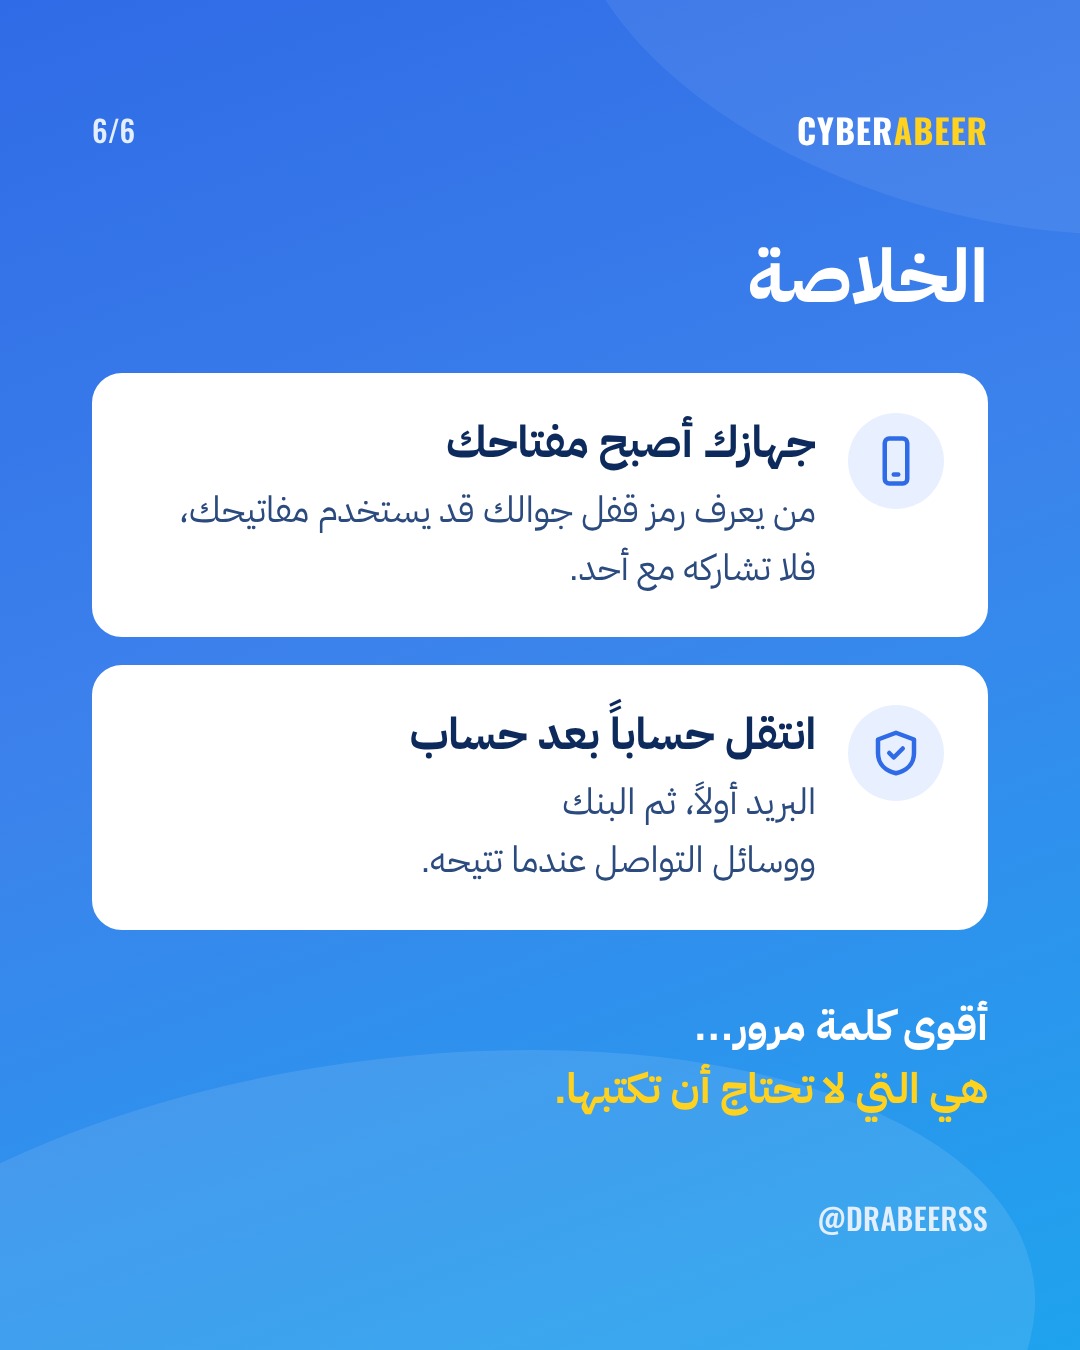 CYBERABEER
6/6
الخلاصة
جهازك أصبح مفتاحك
من يعرف رمز قفل جوالك قد يستخدم مفاتيحك،
فلا تشاركه مع أحد.
انتقل حساباً بعد حساب
البريد أولاً، ثم البنك
ووسائل التواصل عندما تتيحه.
أقوى كلمة مرور...
هي التي لا تحتاج أن تكتبها.
@DRABEERSS